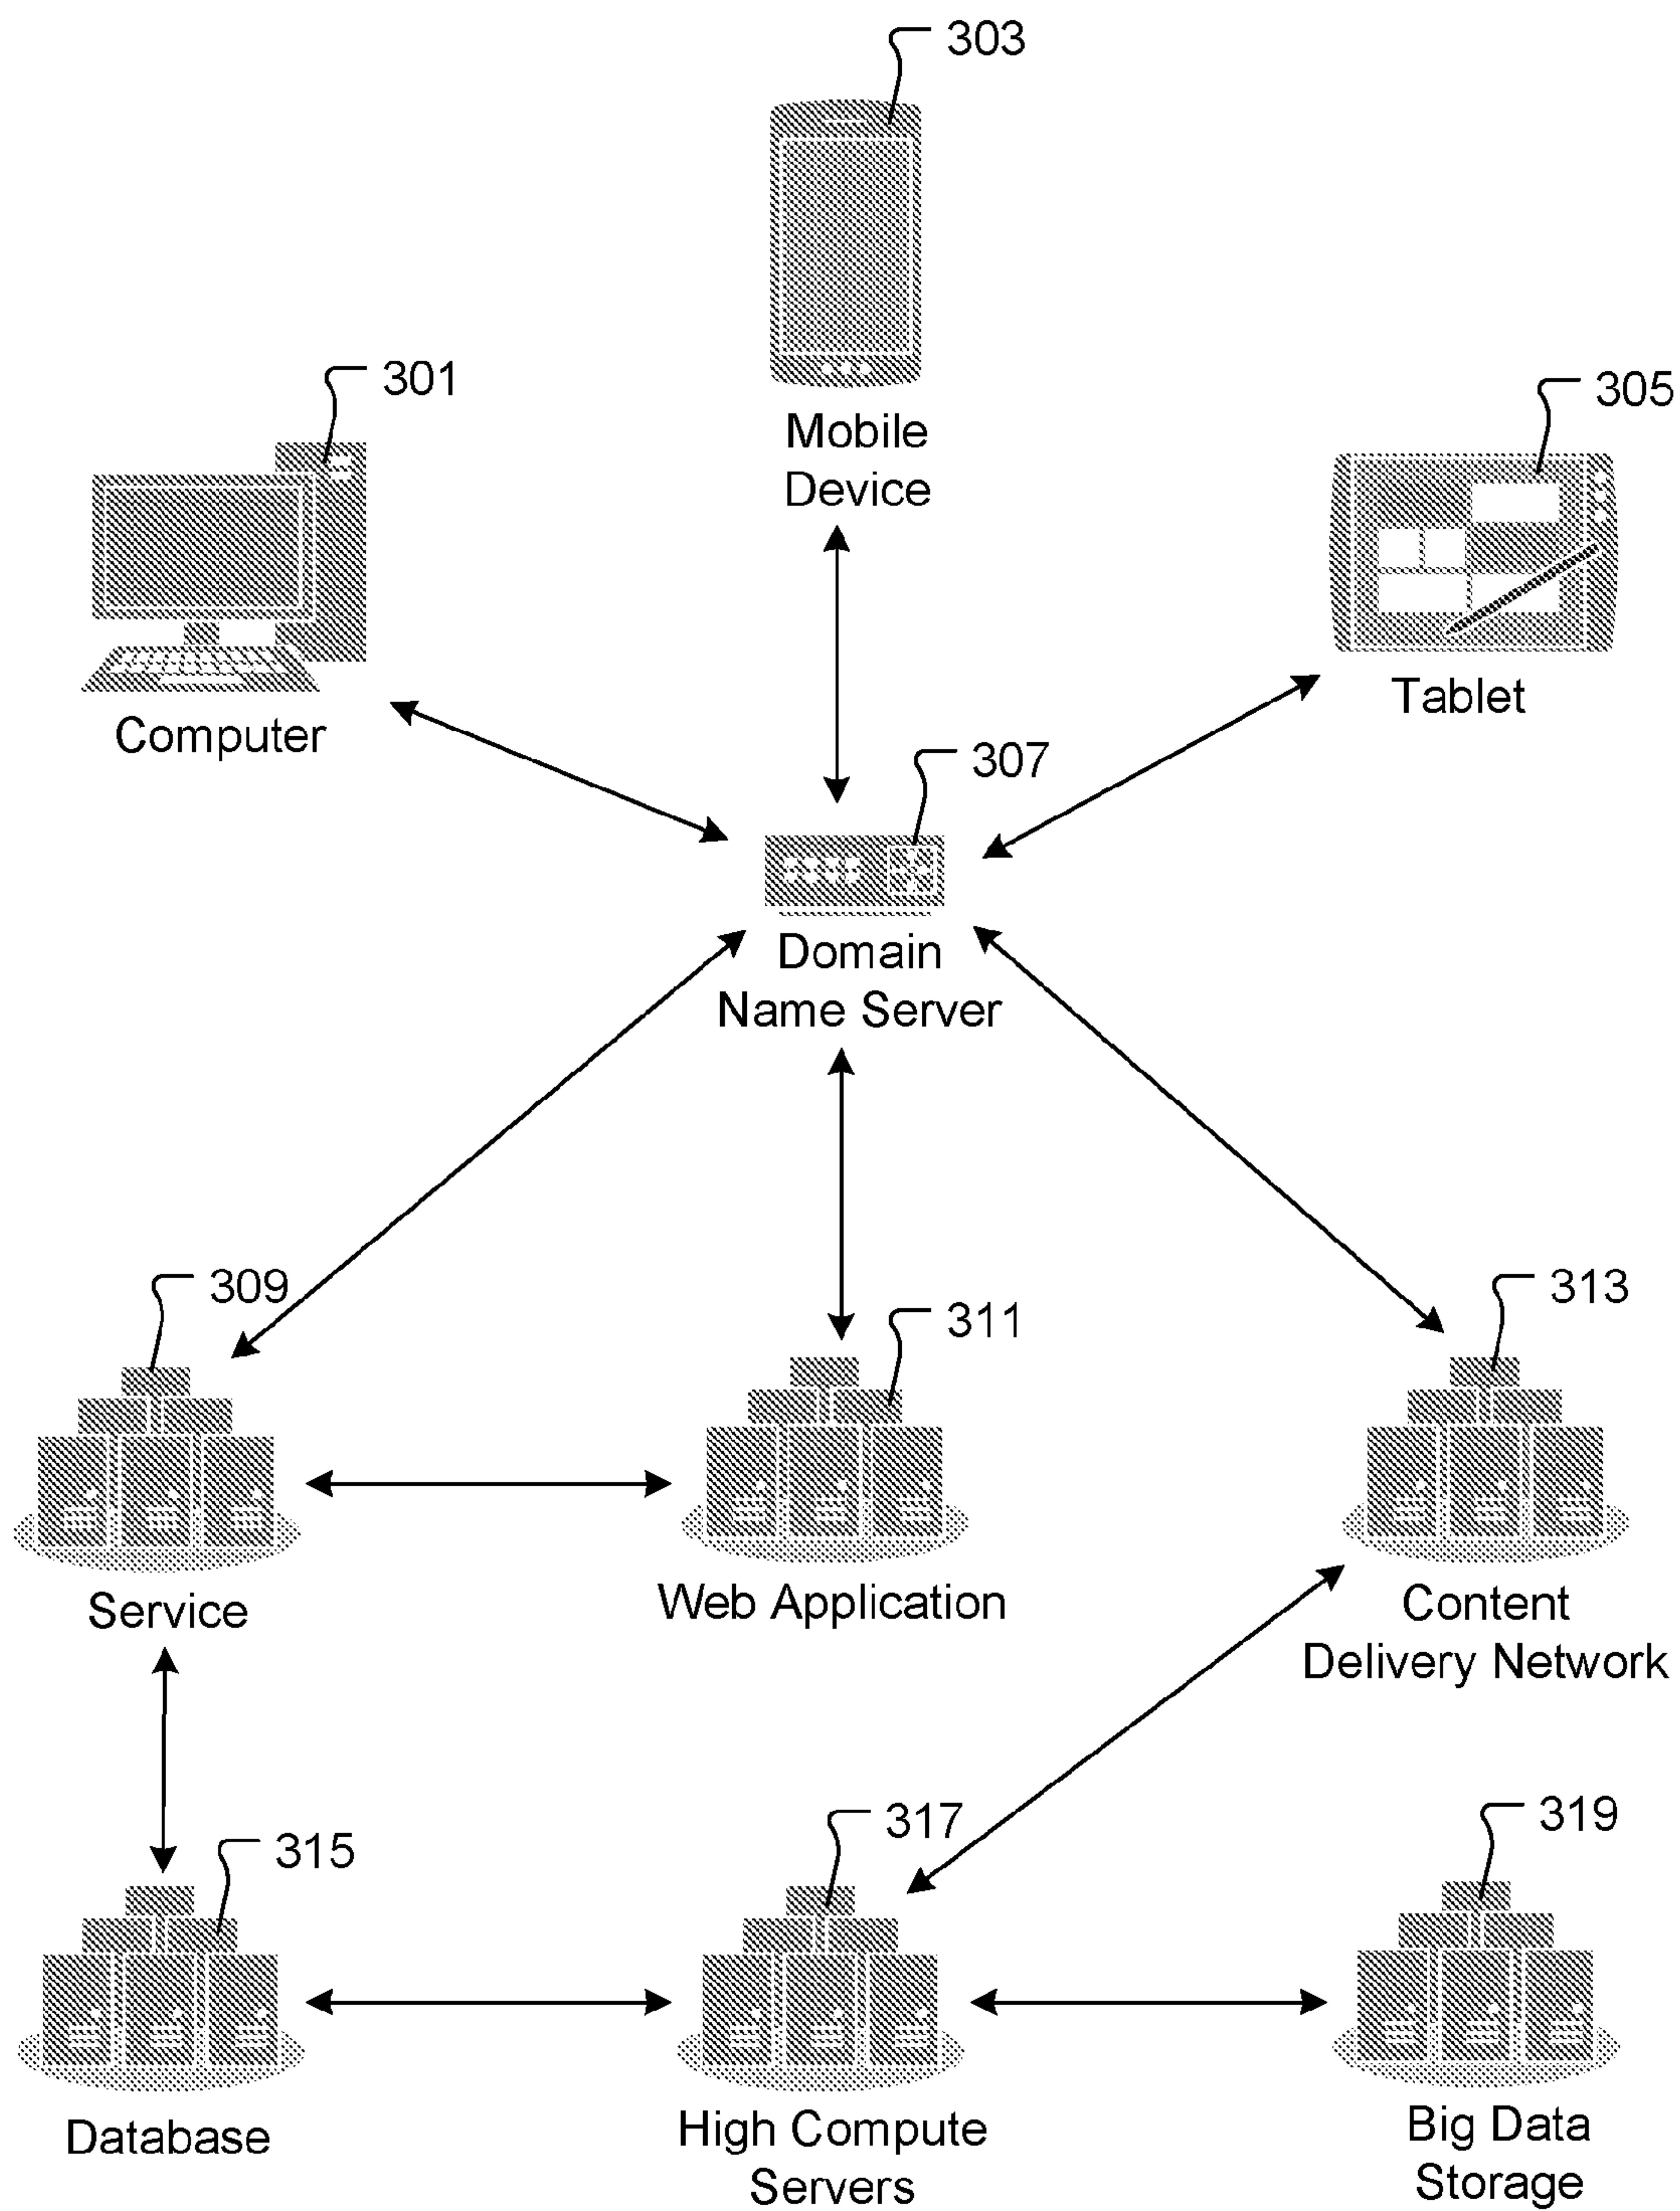 303
301
305
Mobile
Device
Computer
Tablet
307
Domain
Name Server
309
311
313
Service
Web Application
Content
Delivery Network
315
317
319
Database
High Compute
Servers
Big Data
Storage